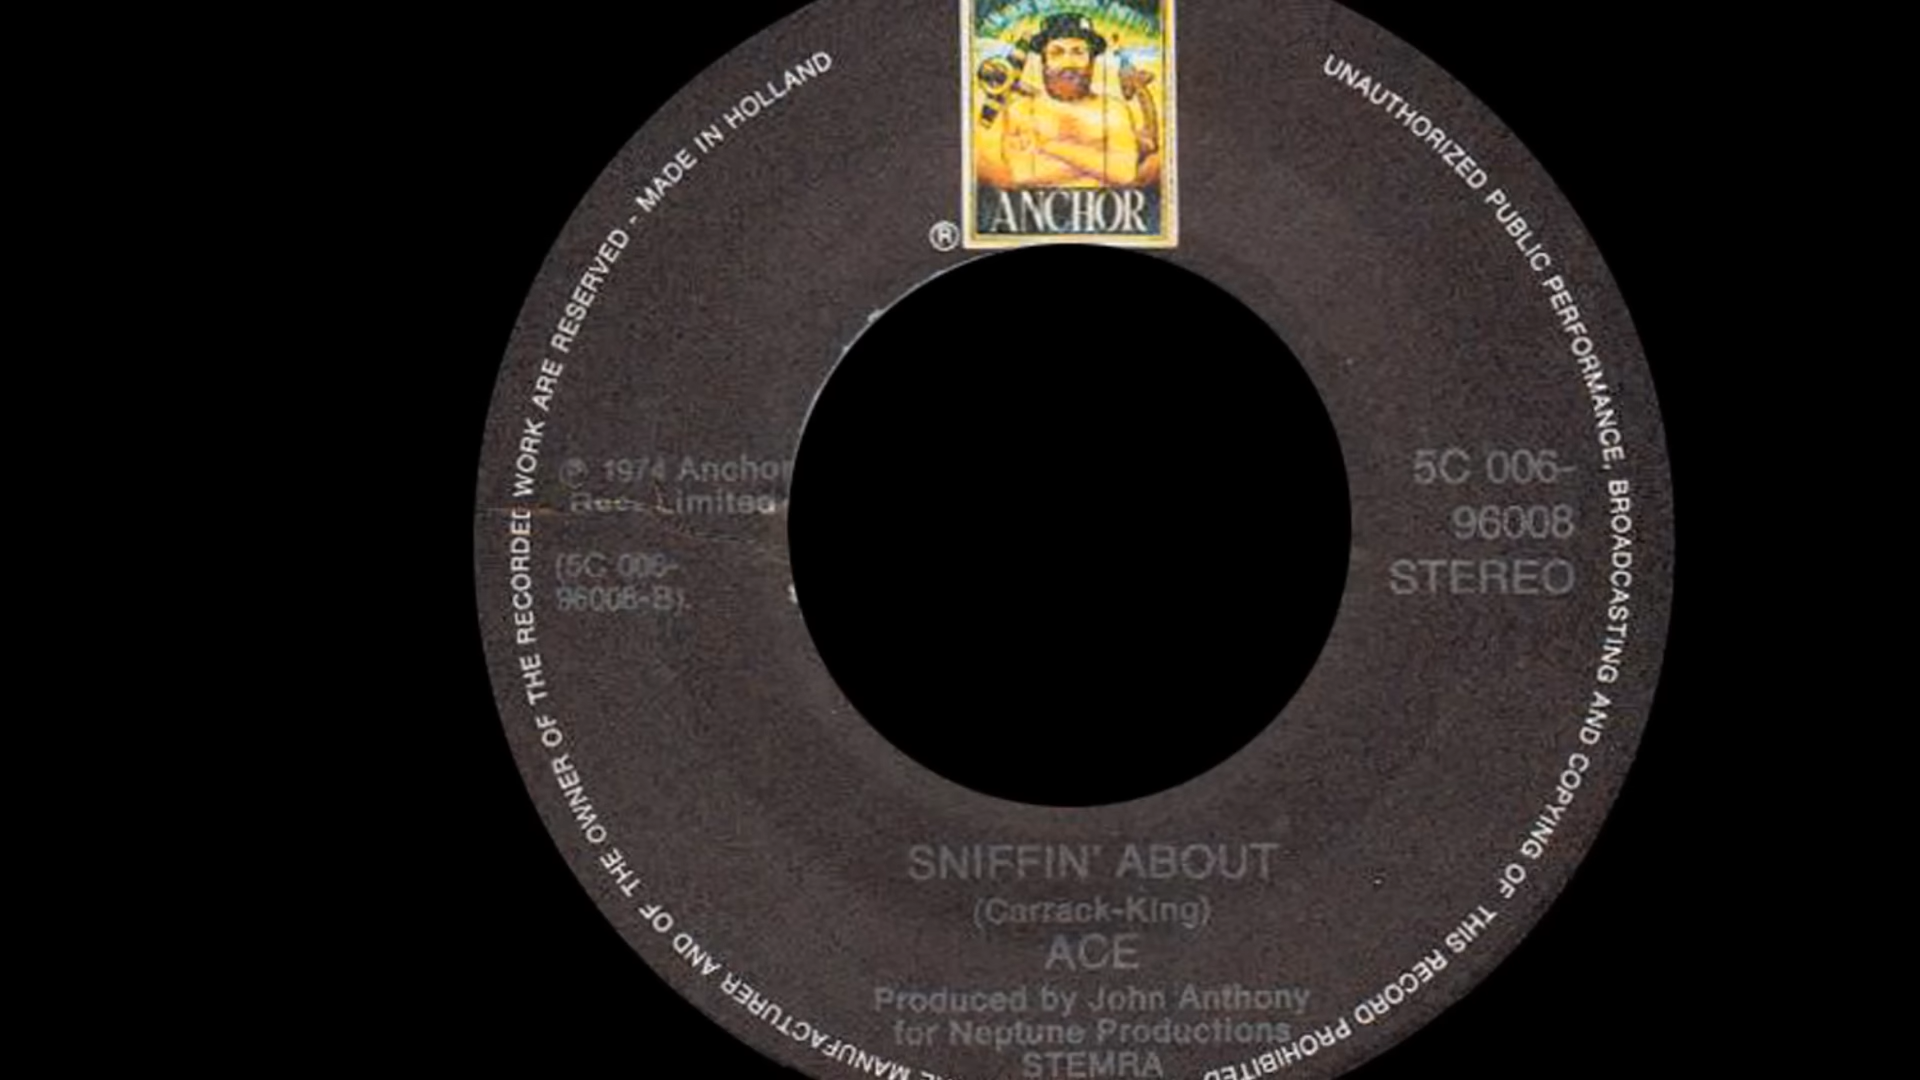 ANCHOR
®
UNAUTHORIZED PUBLIC PERFORMANCE, BROADCASTING AND COPYING OF THIS RECORD PROHIBITED
MANUFACTURER AND OF THE OWNER OF THE RECORDED WORK ARE RESERVED - MADE IN HOLLAND
℗ 1974 Anchor
Recs Limited
(5C 006-
96008-B).
5C 006-
96008
STEREO
SNIFFIN' ABOUT
(Carrack-King)
ACE
Produced by John Anthony
for Neptune Productions
STEMRA